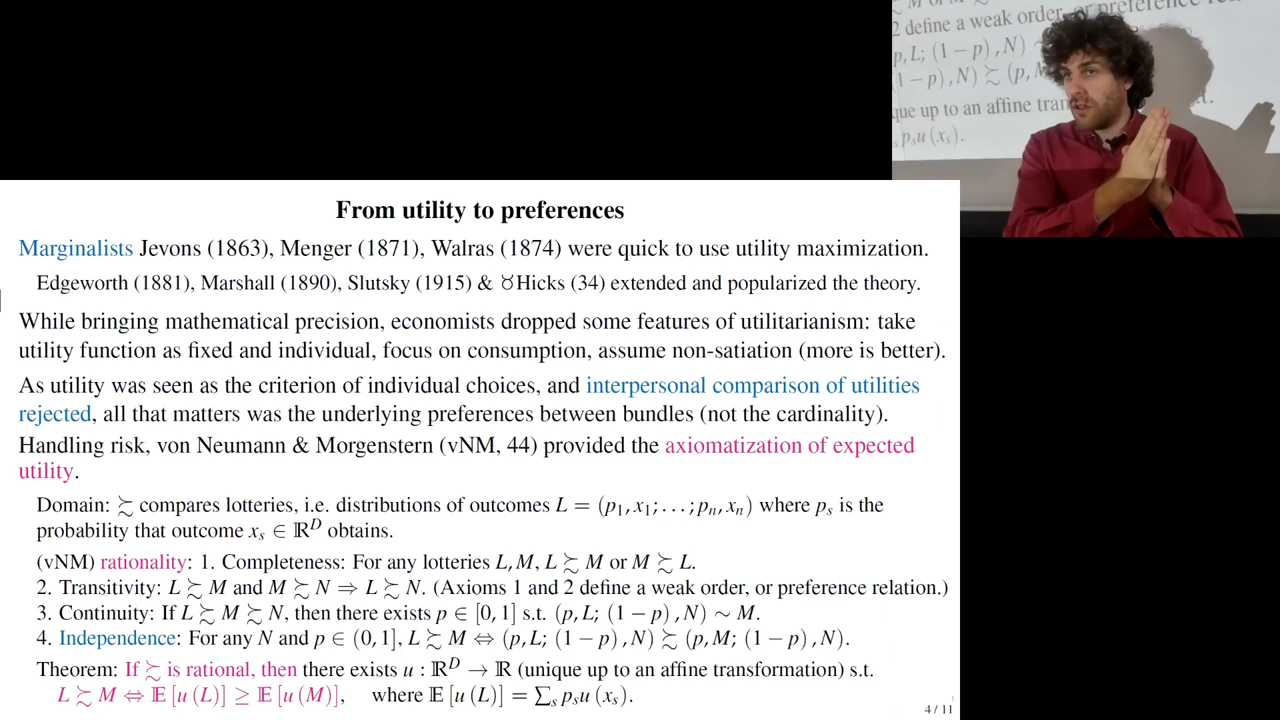 From utility to preferences
Marginalists Jevons (1863), Menger (1871), Walras (1874) were quick to use utility maximization.
Edgeworth (1881), Marshall (1890), Slutsky (1915) & ♉Hicks (34) extended and popularized the theory.
While bringing mathematical precision, economists dropped some features of utilitarianism: take
utility function as fixed and individual, focus on consumption, assume non-satiation (more is better).
As utility was seen as the criterion of individual choices, and interpersonal comparison of utilities
rejected, all that matters was the underlying preferences between bundles (not the cardinality).
Handling risk, von Neumann & Morgenstern (vNM, 44) provided the axiomatization of expected
utility.
Domain: ≿ compares lotteries, i.e. distributions of outcomes L = (p₁,x₁;...;pₙ,xₙ) where pₛ is the
probability that outcome xₛ ∈ ℝᴰ obtains.
(vNM) rationality: 1. Completeness: For any lotteries L,M, L ≿ M or M ≿ L.
2. Transitivity: L ≿ M and M ≿ N ⇒ L ≿ N. (Axioms 1 and 2 define a weak order, or preference relation.)
3. Continuity: If L ≿ M ≿ N, then there exists p ∈ [0,1] s.t. (p,L; (1−p),N) ∼ M.
4. Independence: For any N and p ∈ (0,1], L ≿ M ⇔ (p,L; (1−p),N) ≿ (p,M; (1−p),N).
Theorem: If ≿ is rational, then there exists u : ℝᴰ → ℝ (unique up to an affine transformation) s.t.
L ≿ M ⇔ 𝔼[u(L)] ≥ 𝔼[u(M)], where 𝔼[u(L)] = ∑ₛ pₛu(xₛ).
4 / 11
2 define a weak order, or preference
p,L; (1−p),N)
1−p),N) ≿ (p,
que up to an affine tran
pₛu(xₛ).